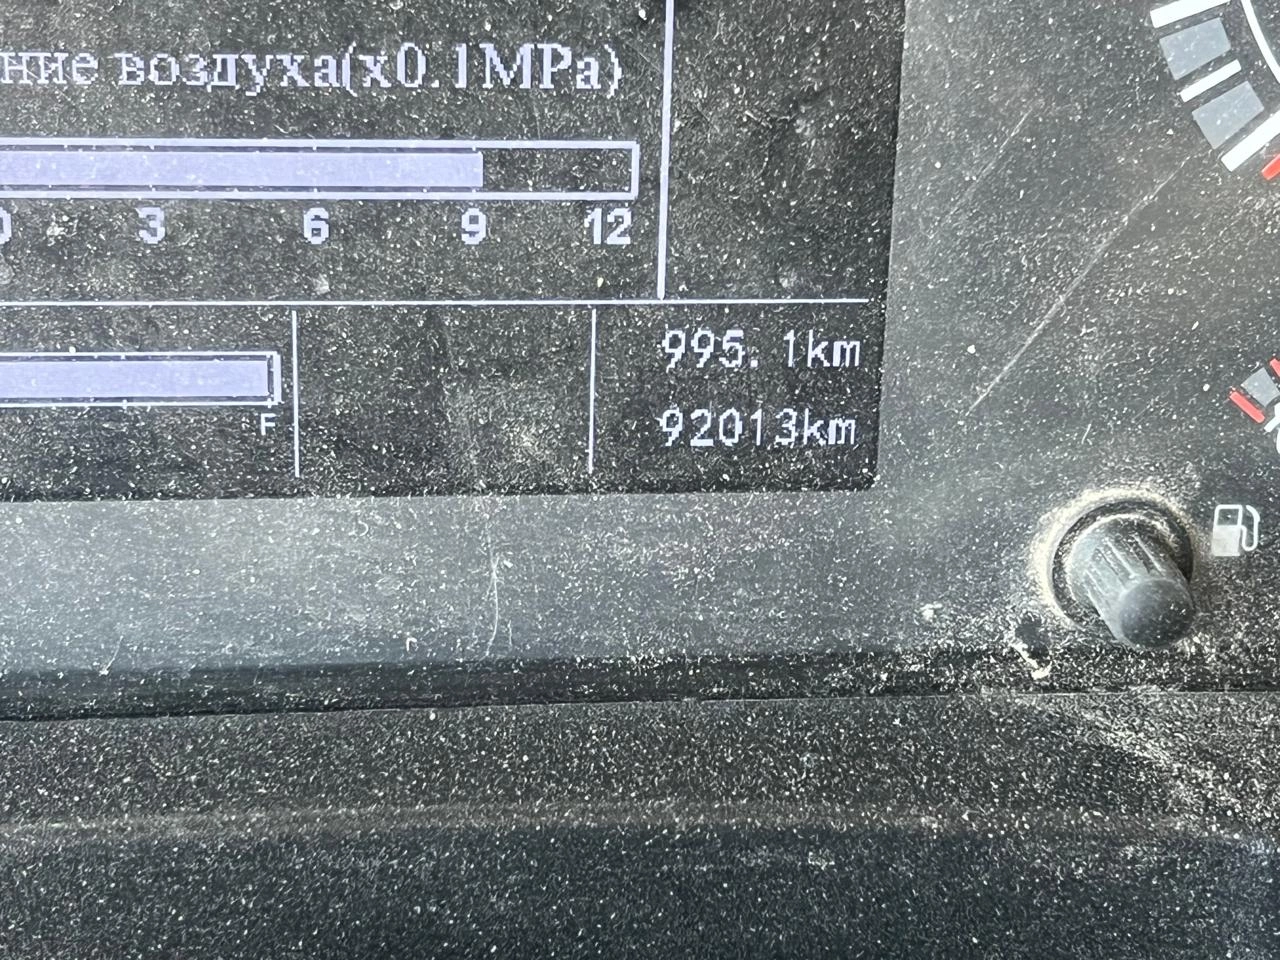 ние воздуха(x0.1MPa)
0 3 6 9 12
995.1km
F
92013km